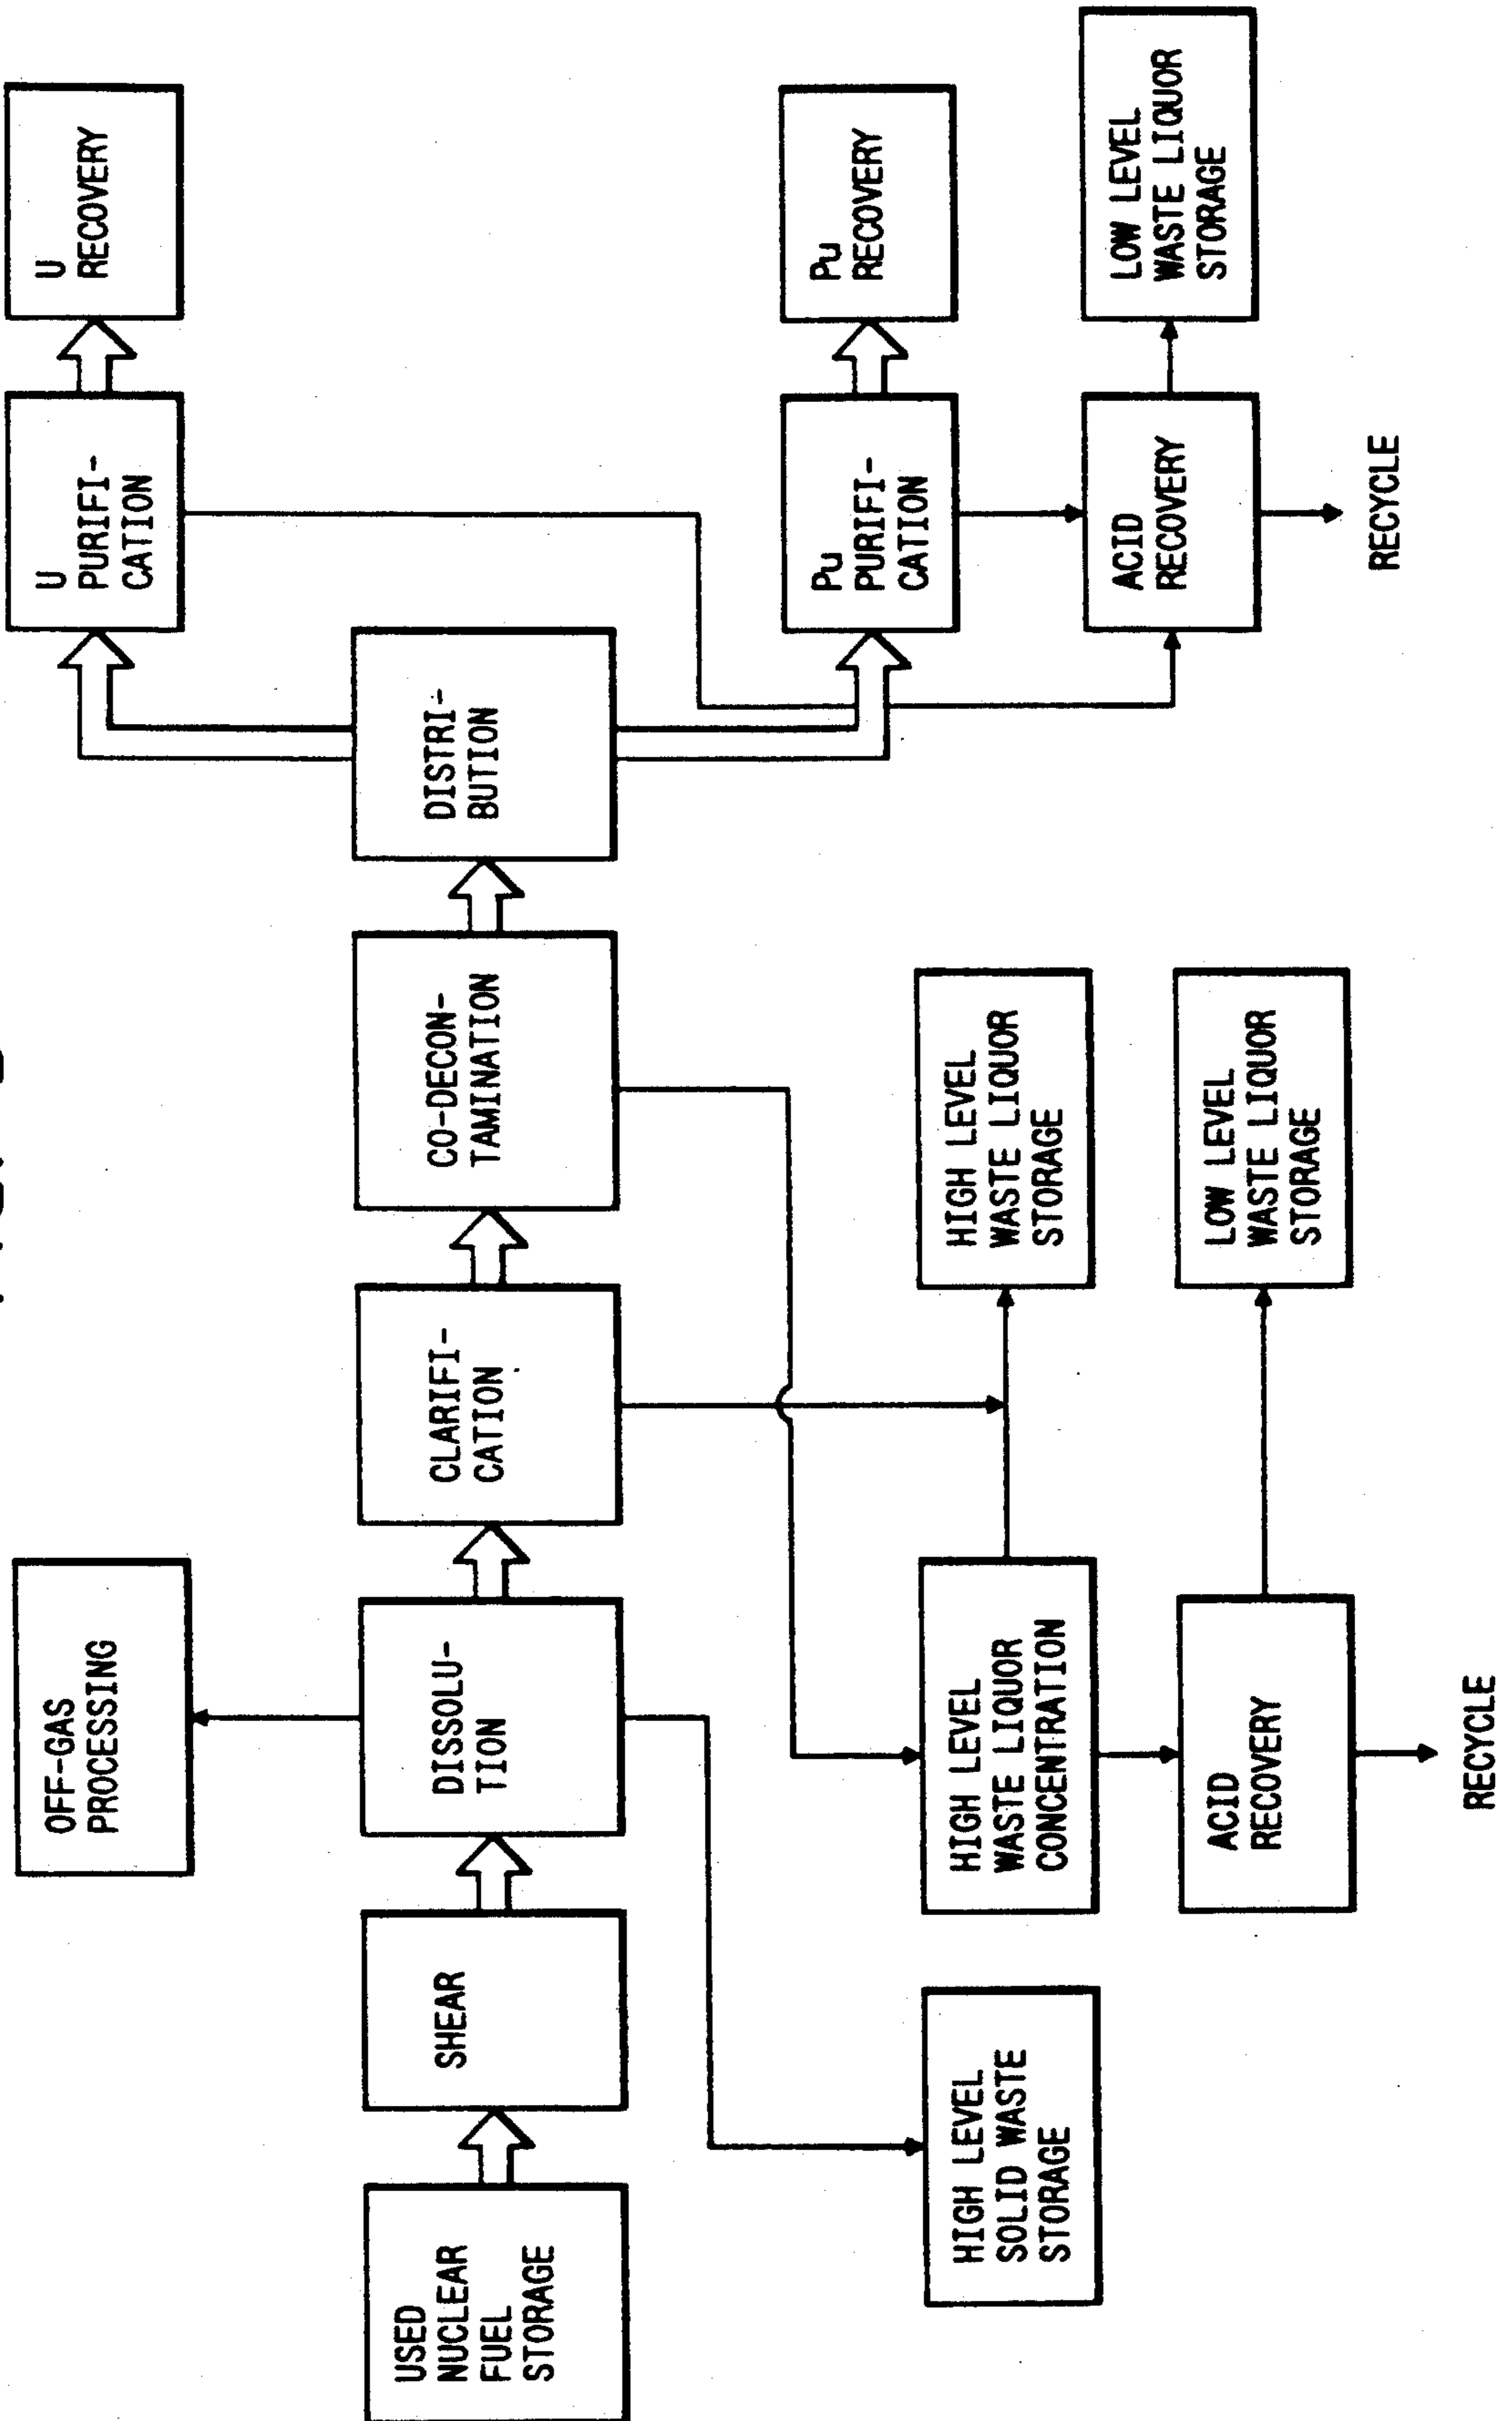 OFF-GAS
PROCESSING
U
PURIFI-
CATION
U
RECOVERY
USED
NUCLEAR
FUEL
STORAGE
SHEAR
DISSOLU-
TION
CLARIFI-
CATION
CO-DECON-
TAMINATION
DISTRI-
BUTION
Pu
PURIFI-
CATION
Pu
RECOVERY
HIGH LEVEL
SOLID WASTE
STORAGE
HIGH LEVEL
WASTE LIQUOR
CONCENTRATION
HIGH LEVEL
WASTE LIQUOR
STORAGE
ACID
RECOVERY
LOW LEVEL
WASTE LIQUOR
STORAGE
ACID
RECOVERY
LOW LEVEL
WASTE LIQUOR
STORAGE
RECYCLE
RECYCLE